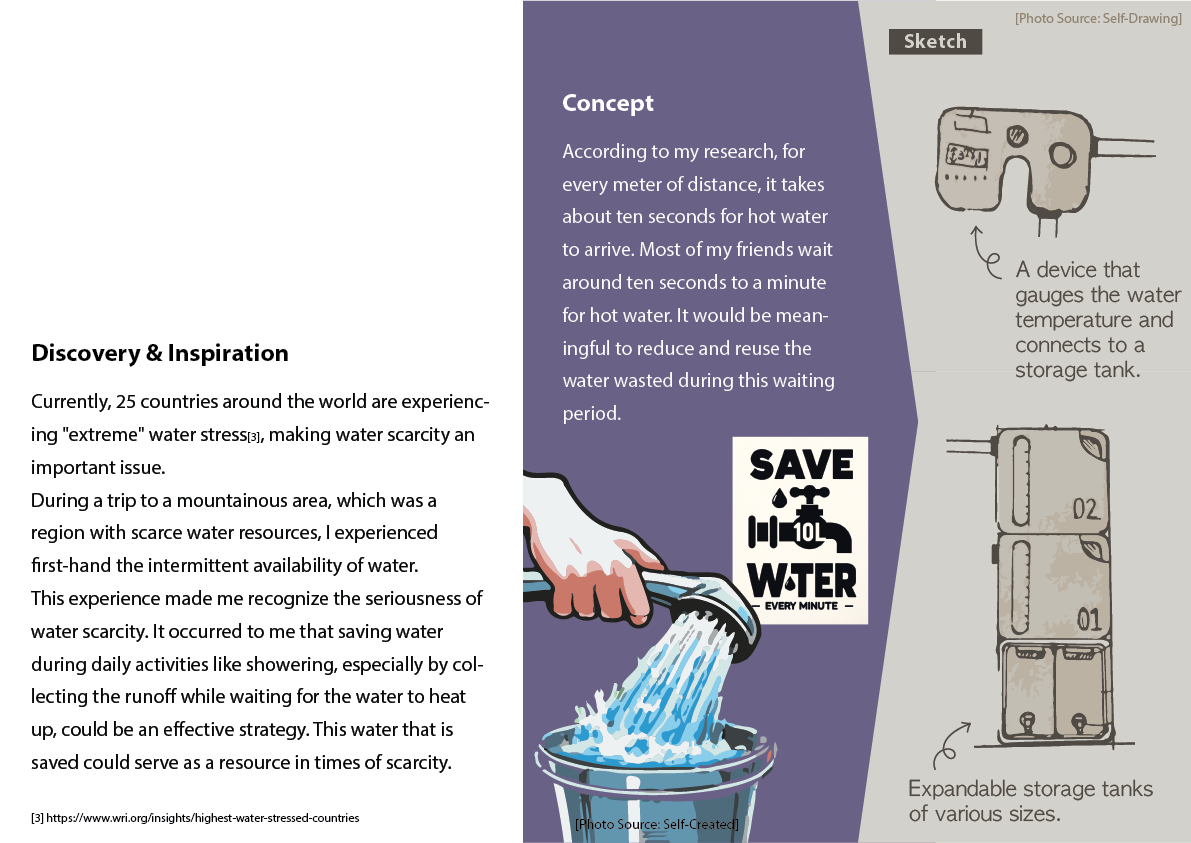 Discovery & Inspiration
Currently, 25 countries around the world are experienc-
ing "extreme" water stress[3], making water scarcity an
important issue.
During a trip to a mountainous area, which was a
region with scarce water resources, I experienced
first-hand the intermittent availability of water.
This experience made me recognize the seriousness of
water scarcity. It occurred to me that saving water
during daily activities like showering, especially by col-
lecting the runoff while waiting for the water to heat
up, could be an effective strategy. This water that is
saved could serve as a resource in times of scarcity.
[3] https://www.wri.org/insights/highest-water-stressed-countries
Concept
According to my research, for
every meter of distance, it takes
about ten seconds for hot water
to arrive. Most of my friends wait
around ten seconds to a minute
for hot water. It would be mean-
ingful to reduce and reuse the
water wasted during this waiting
period.
SAVE
10L
WATER
– EVERY MINUTE –
[Photo Source: Self-Created]
[Photo Source: Self-Drawing]
Sketch
A device that
gauges the water
temperature and
connects to a
storage tank.
02
01
Expandable storage tanks
of various sizes.